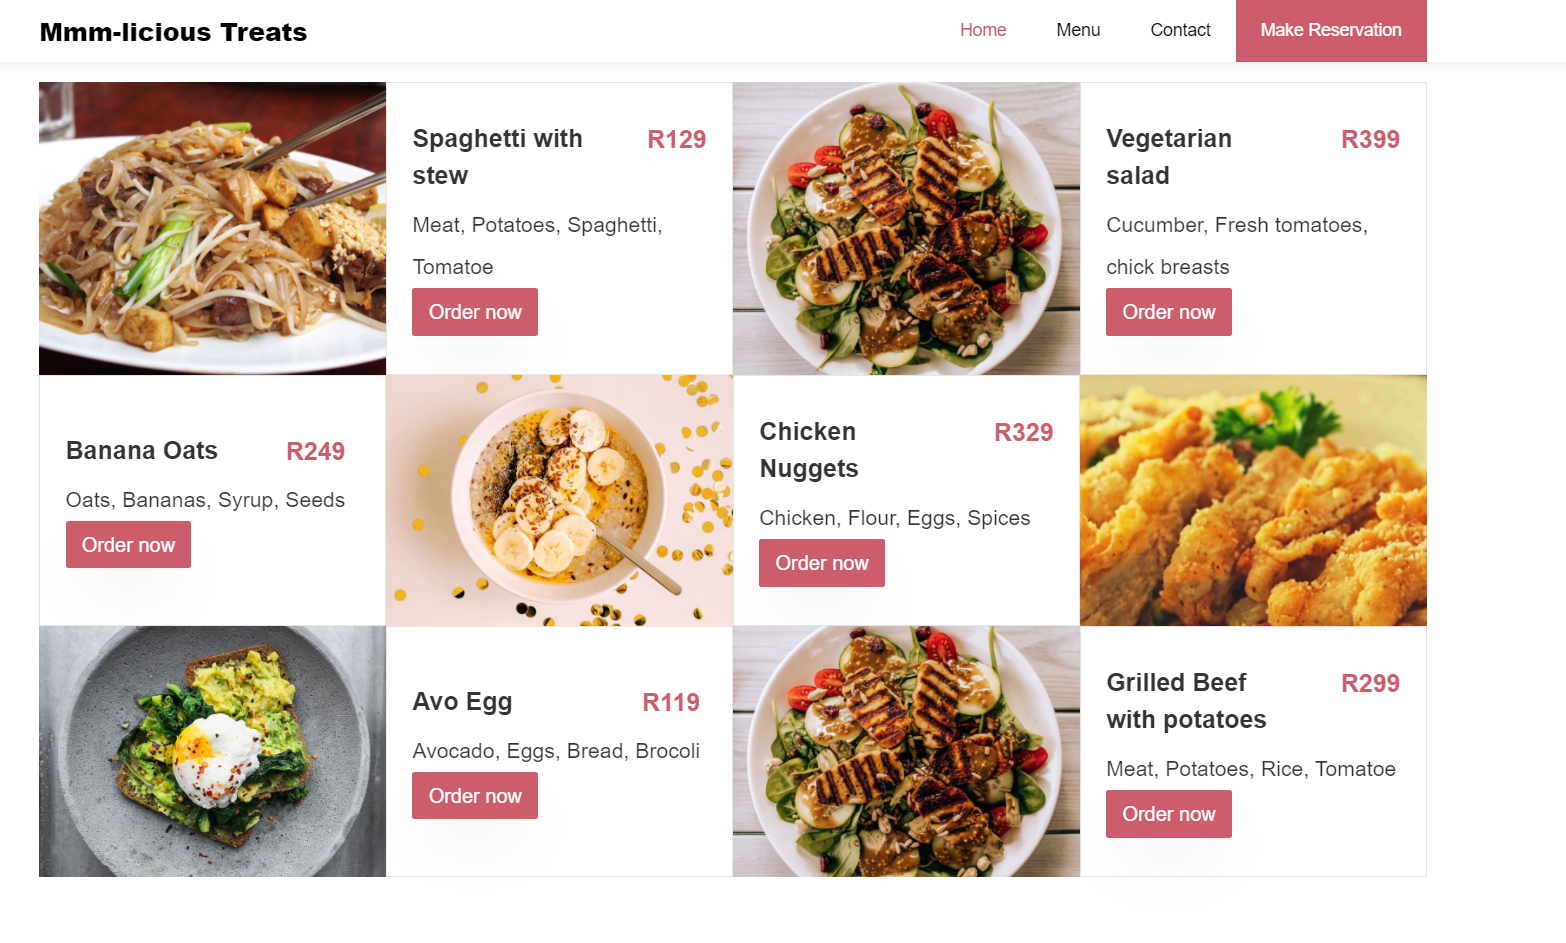 Mmm-licious Treats
Home
Menu
Contact
Make Reservation
Spaghetti with
stew
R129
Meat, Potatoes, Spaghetti,
Tomatoe
Order now
Vegetarian
salad
R399
Cucumber, Fresh tomatoes,
chick breasts
Order now
Banana Oats
R249
Oats, Bananas, Syrup, Seeds
Order now
Chicken
Nuggets
R329
Chicken, Flour, Eggs, Spices
Order now
Avo Egg
R119
Avocado, Eggs, Bread, Brocoli
Order now
Grilled Beef
with potatoes
R299
Meat, Potatoes, Rice, Tomatoe
Order now